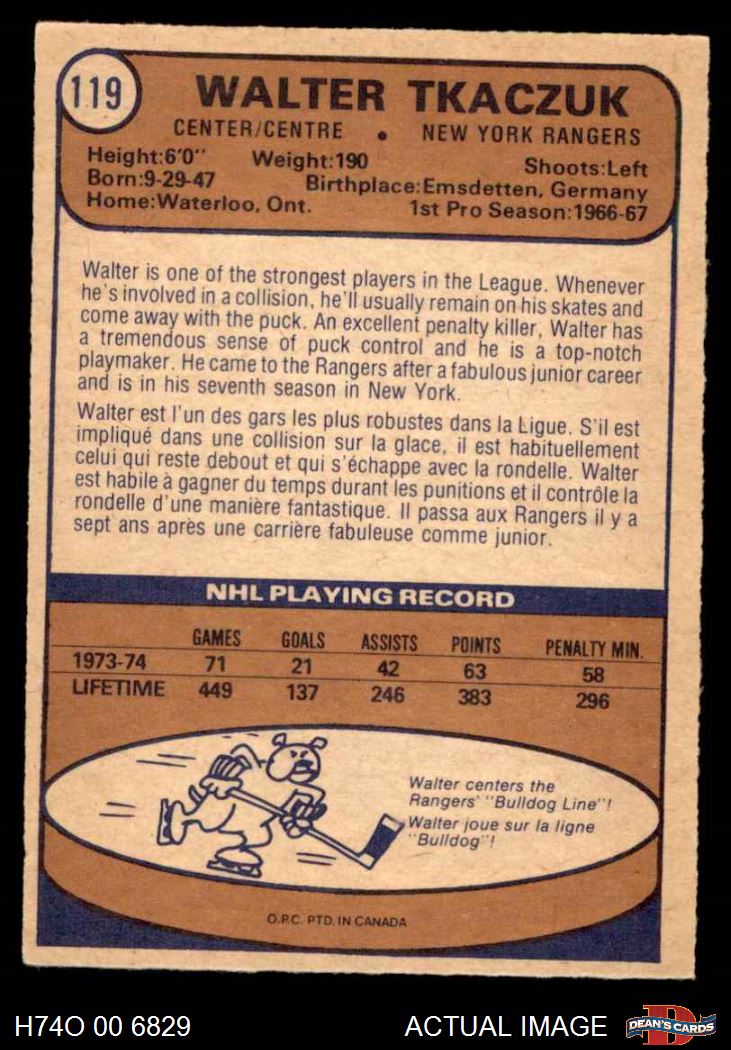 119
WALTER TKACZUK
CENTER/CENTRE • NEW YORK RANGERS
Height:6'0" Weight:190 Shoots:Left
Born:9-29-47 Birthplace:Emsdetten, Germany
Home:Waterloo, Ont. 1st Pro Season:1966-67
Walter is one of the strongest players in the League. Whenever
he's involved in a collision, he'll usually remain on his skates and
come away with the puck. An excellent penalty killer, Walter has
a tremendous sense of puck control and he is a top-notch
playmaker. He came to the Rangers after a fabulous junior career
and is in his seventh season in New York.
Walter est l'un des gars les plus robustes dans la Ligue. S'il est
impliqué dans une collision sur la glace, il est habituellement
celui qui reste debout et qui s'échappe avec la rondelle. Walter
est habile à gagner du temps durant les punitions et il contrôle la
rondelle d'une manière fantastique. Il passa aux Rangers il y a
sept ans après une carrière fabuleuse comme junior.
NHL PLAYING RECORD
GAMES GOALS ASSISTS POINTS PENALTY MIN.
1973-74 71 21 42 63 58
LIFETIME 449 137 246 383 296
Walter centers the
Rangers' "Bulldog Line"!
Walter joue sur la ligne
"Bulldog"!
O.P.C. PTD. IN CANADA
H74O 00 6829 ACTUAL IMAGE D DEAN'S CARDS